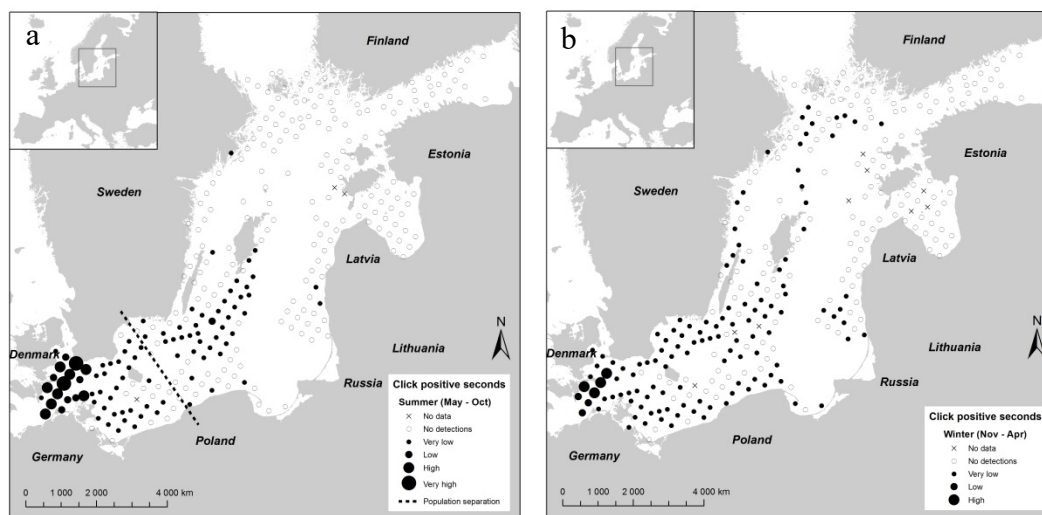 a
Finland
Sweden
Estonia
Latvia
Denmark
Lithuania
N
Russia
Poland
Germany
Click positive seconds
Summer (May - Oct)
No data
No detections
Very low
Low
High
Very high
Population separation
0 1 000 2 000 4 000 km
b
Finland
Sweden
Estonia
Latvia
Denmark
Lithuania
N
Russia
Poland
Germany
Click positive seconds
Winter (Nov - Apr)
No data
No detections
Very low
Low
High
0 1 000 2 000 4 000 km